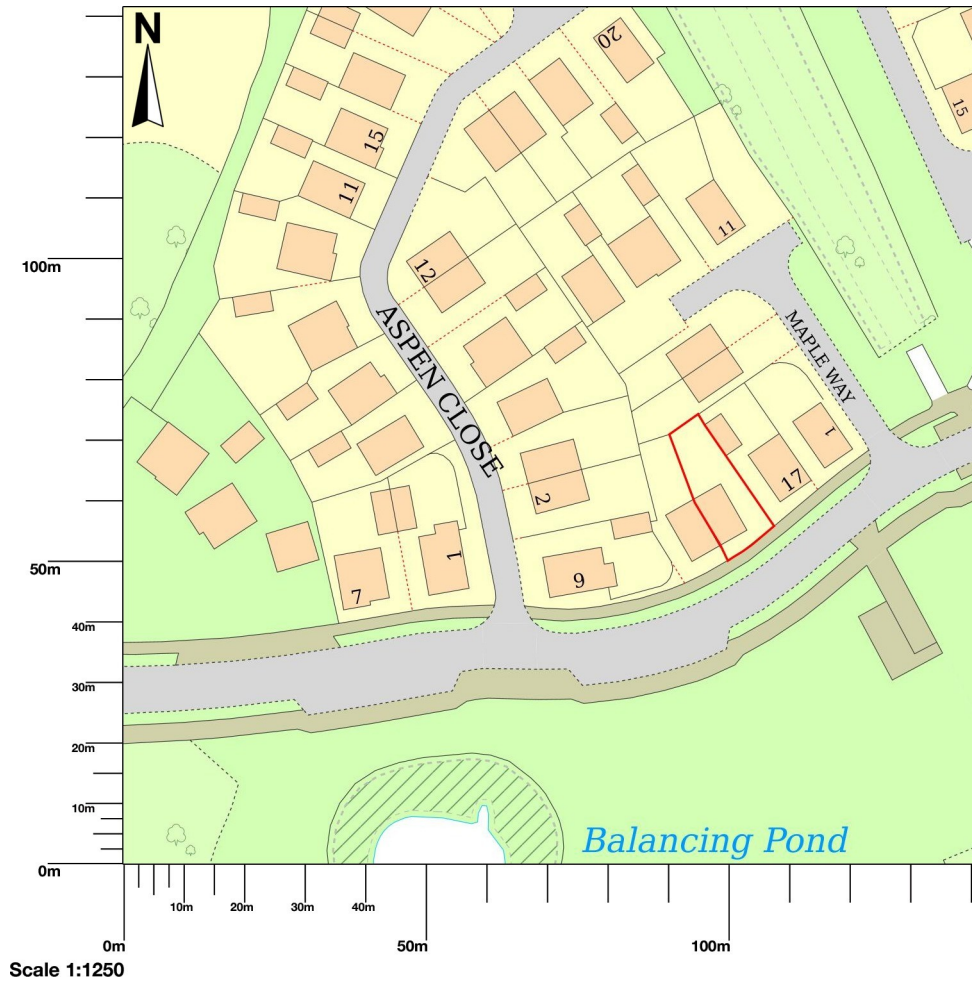 N
20
15
15
11
11
12
100m
ASPEN CLOSE
MAPLE WAY
1
17
2
50m
1
9
7
40m
30m
20m
10m
Balancing Pond
0m
10m
20m
30m
40m
0m
50m
100m
Scale 1:1250